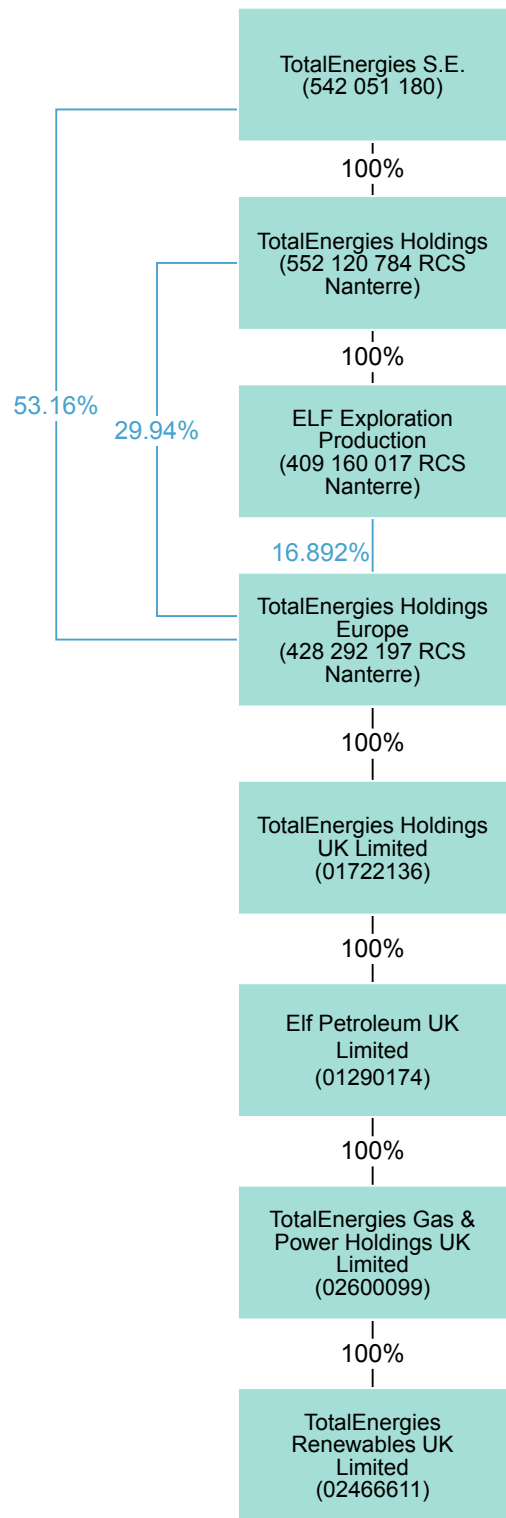 TotalEnergies S.E.
(542 051 180)
100%
TotalEnergies Holdings
(552 120 784 RCS
Nanterre)
100%
53.16%
29.94%
ELF Exploration
Production
(409 160 017 RCS
Nanterre)
16.892%
TotalEnergies Holdings
Europe
(428 292 197 RCS
Nanterre)
100%
TotalEnergies Holdings
UK Limited
(01722136)
100%
Elf Petroleum UK
Limited
(01290174)
100%
TotalEnergies Gas &
Power Holdings UK
Limited
(02600099)
100%
TotalEnergies
Renewables UK
Limited
(02466611)